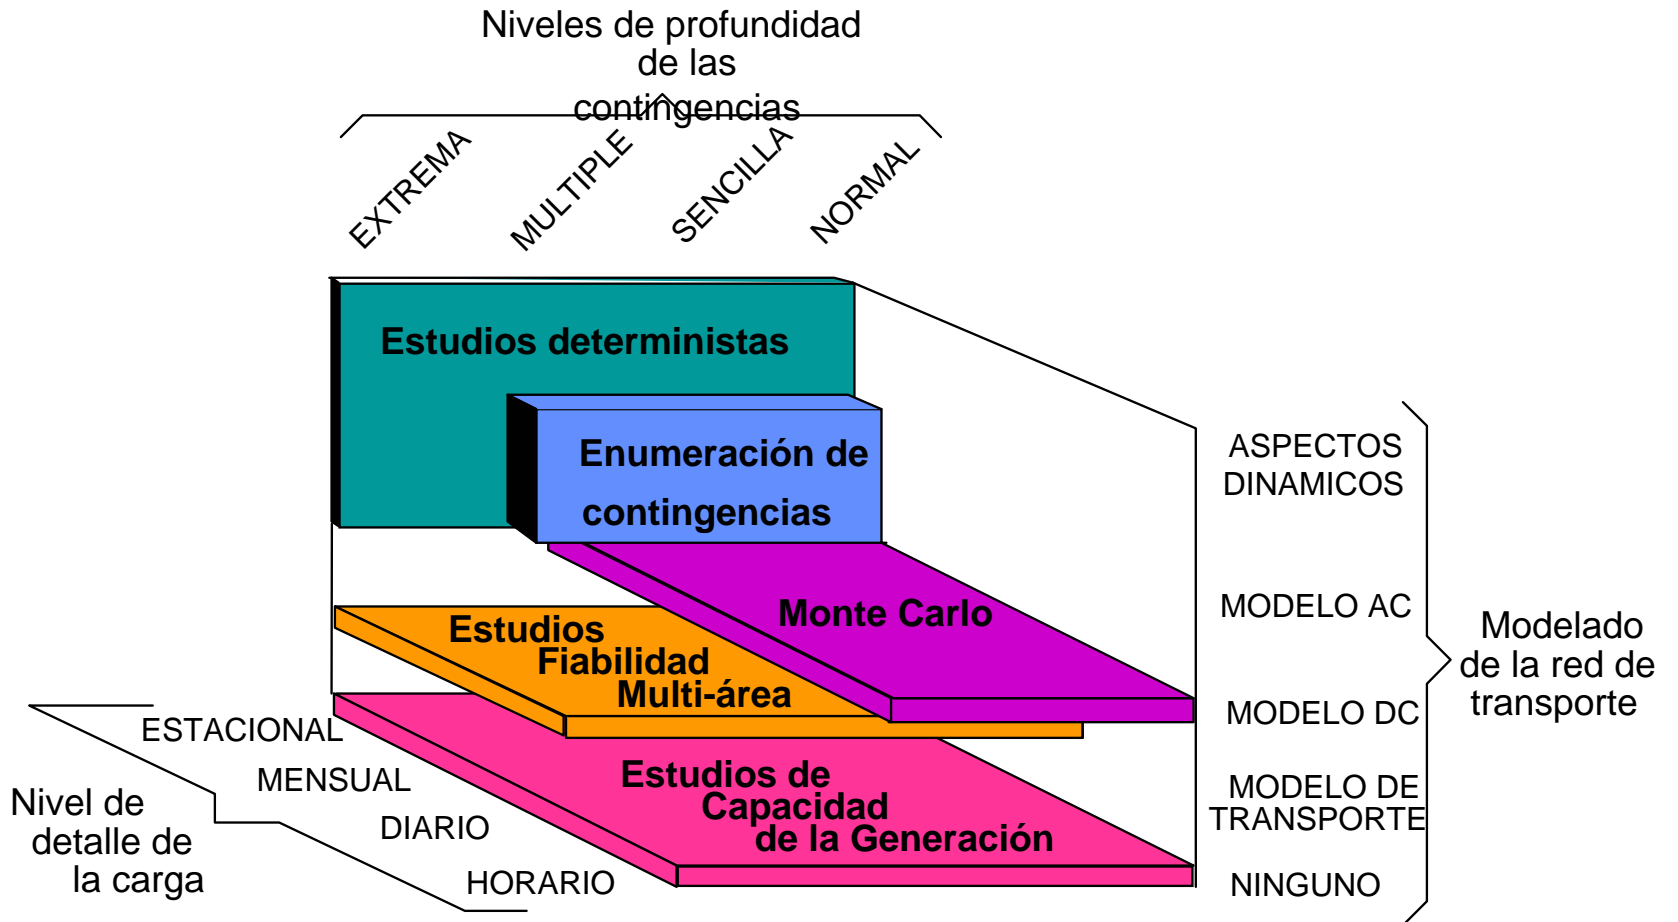 Niveles de profundidad
de las
contingencias
EXTREMA
MULTIPLE
SENCILLA
NORMAL
Estudios deterministas
Enumeración de
contingencias
Monte Carlo
Estudios
Fiabilidad
Multi-área
Estudios de
Capacidad
de la Generación
ASPECTOS
DINAMICOS
MODELO AC
MODELO DC
MODELO DE
TRANSPORTE
NINGUNO
Modelado
de la red de
transporte
ESTACIONAL
MENSUAL
DIARIO
HORARIO
Nivel de
detalle de
la carga